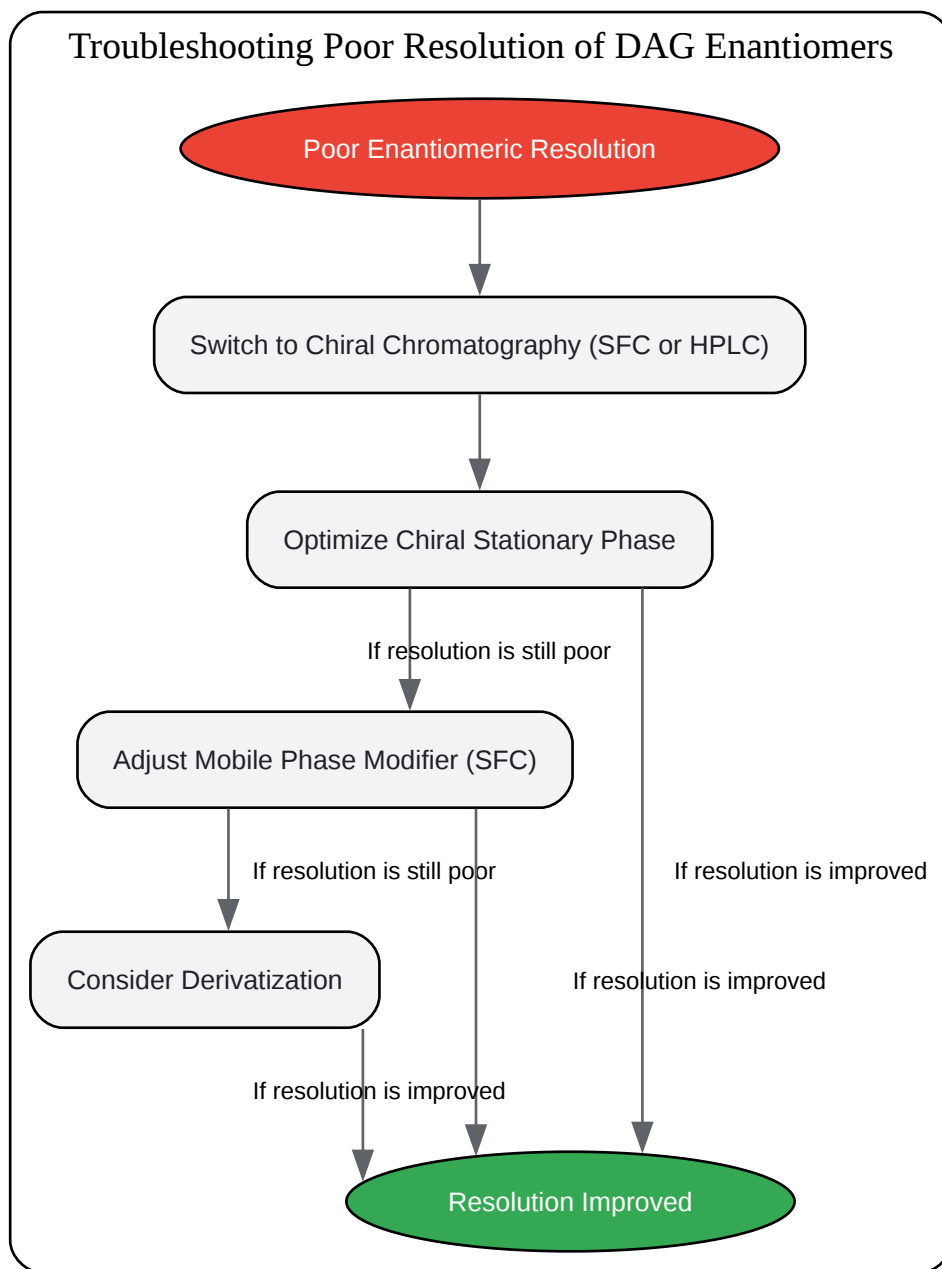 Troubleshooting Poor Resolution of DAG Enantiomers
Poor Enantiomeric Resolution
Switch to Chiral Chromatography (SFC or HPLC)
Optimize Chiral Stationary Phase
If resolution is still poor
Adjust Mobile Phase Modifier (SFC)
If resolution is still poor
If resolution is improved
Consider Derivatization
If resolution is improved
If resolution is improved
Resolution Improved